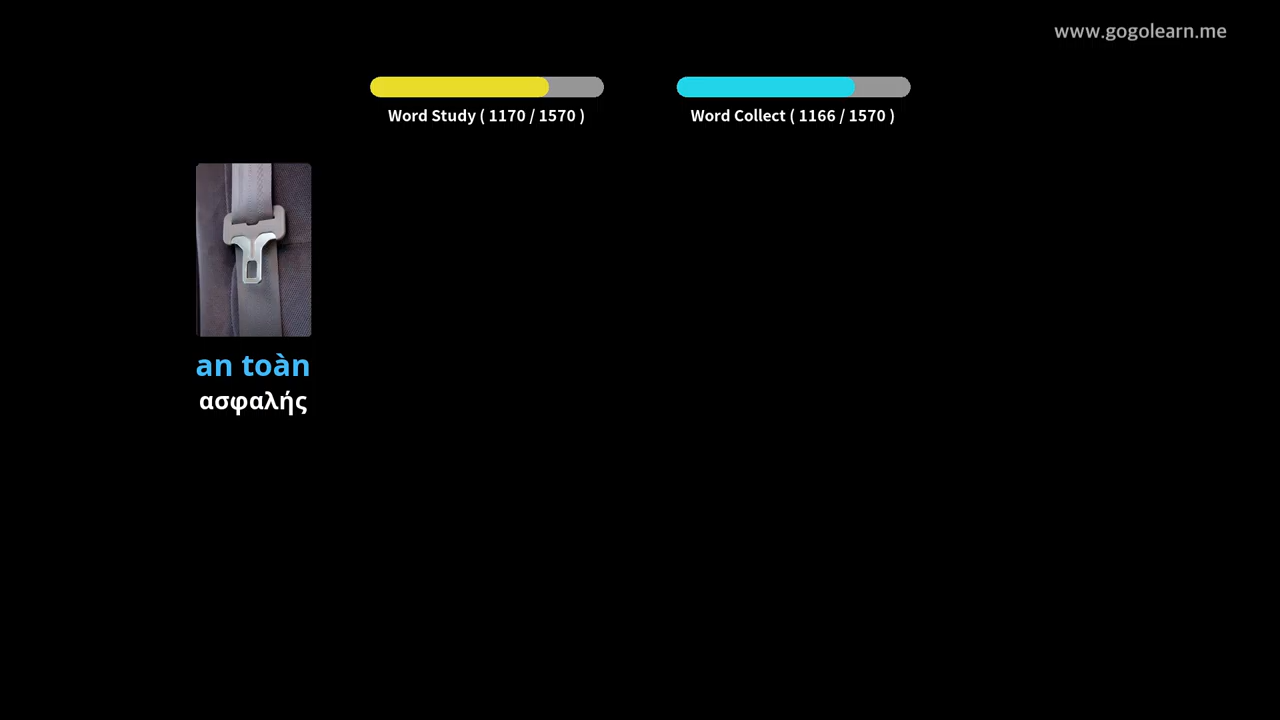 www.gogolearn.me
Word Study ( 1170 / 1570 )
Word Collect ( 1166 / 1570 )
an toàn
ασφαλής